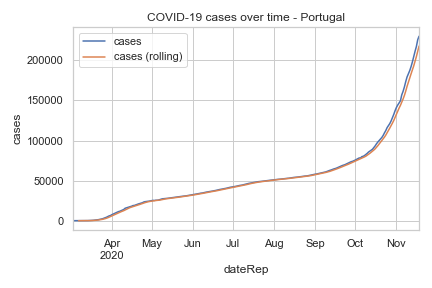 COVID-19 cases over time - Portugal
cases
cases (rolling)
200000
150000
100000
50000
0
cases
Apr
2020
May
Jun
Jul
Aug
Sep
Oct
Nov
dateRep